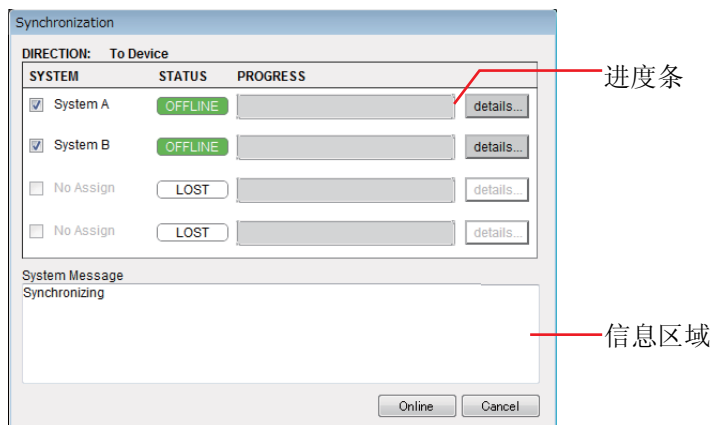 Synchronization
DIRECTION: To Device
SYSTEM STATUS PROGRESS
System A OFFLINE details...
进度条
System B OFFLINE details...
No Assign LOST details...
No Assign LOST details...
System Message
Synchronizing
信息区域
Online Cancel